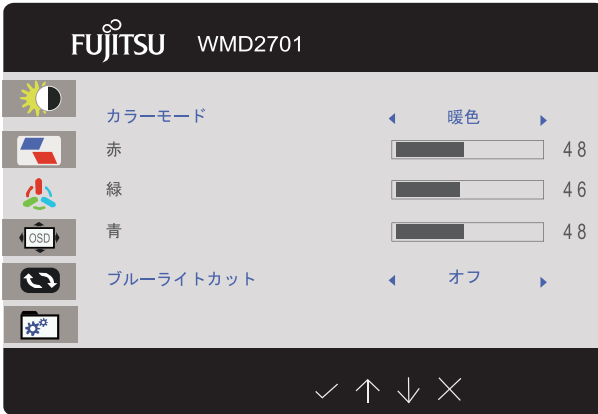 FUJITSU WMD2701
カラーモード 暖色
赤 48
緑 46
青 48
OSD
ブルーライトカット オフ